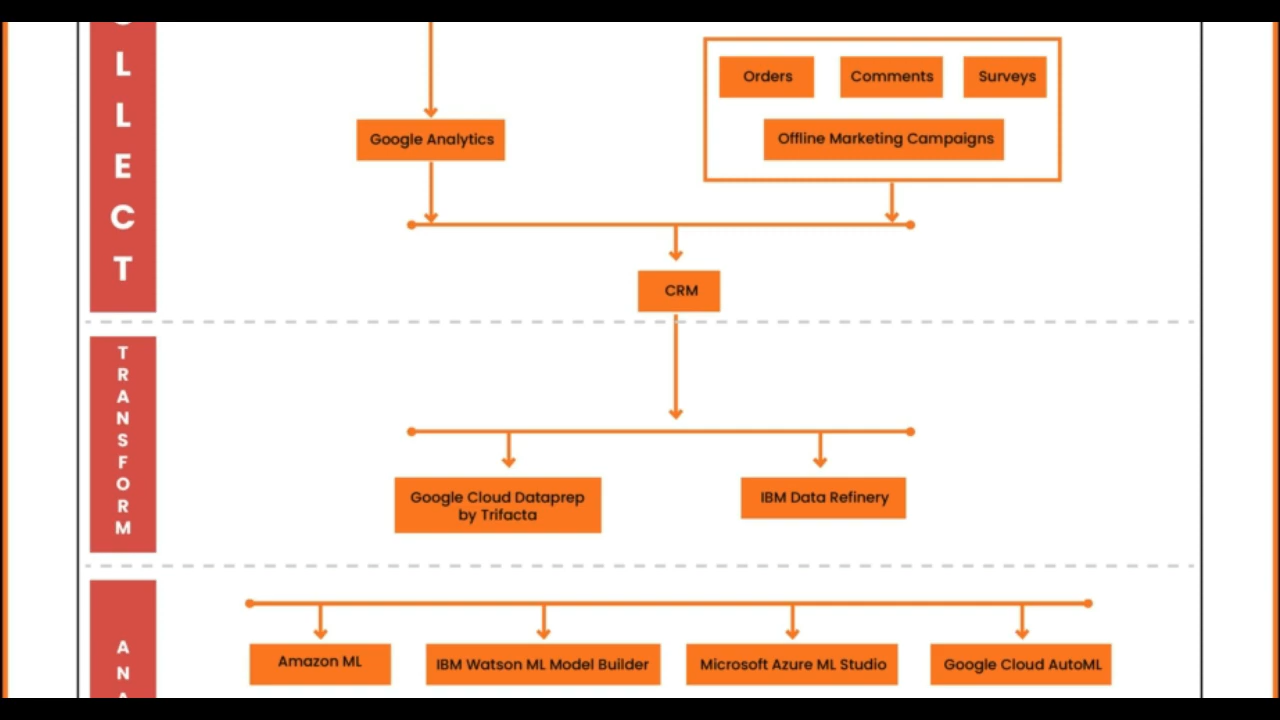 L
L
E
C
T
Orders
Comments
Surveys
Google Analytics
Offline Marketing Campaigns
CRM
T
R
A
N
S
F
O
R
M
Google Cloud Dataprep
by Trifacta
IBM Data Refinery
A
N
Amazon ML
IBM Watson ML Model Builder
Microsoft Azure ML Studio
Google Cloud AutoML